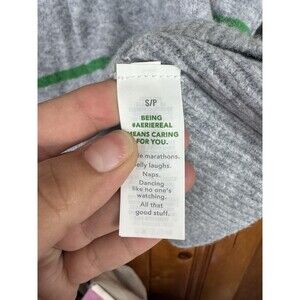 S/P
BEING
#AERIEREAL
MEANS CARING
FOR YOU.
marathons.
laughs.
Naps.
Dancing
like no one's
watching.
All that
good stuff.